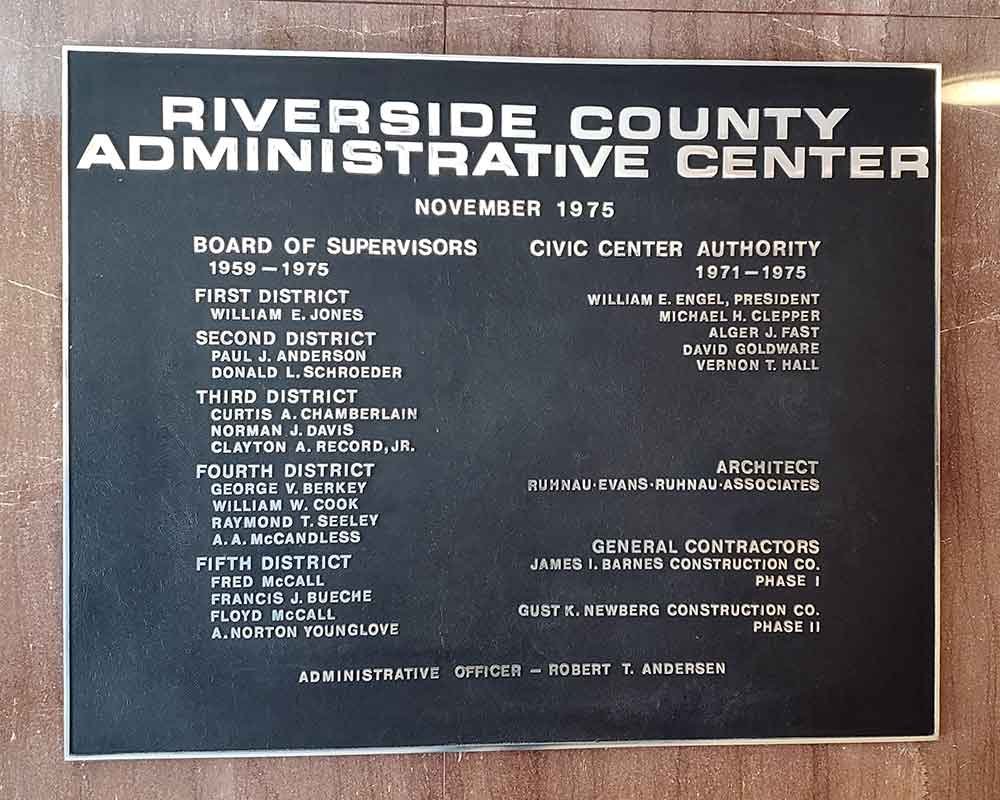 RIVERSIDE COUNTY
ADMINISTRATIVE CENTER
NOVEMBER 1975
BOARD OF SUPERVISORS
1959-1975
FIRST DISTRICT
WILLIAM E. JONES
SECOND DISTRICT
PAUL J. ANDERSON
DONALD L. SCHROEDER
THIRD DISTRICT
CURTIS A. CHAMBERLAIN
NORMAN J. DAVIS
CLAYTON A. RECORD, JR.
FOURTH DISTRICT
GEORGE V. BERKEY
WILLIAM W. COOK
RAYMOND T. SEELEY
A. A. McCANDLESS
FIFTH DISTRICT
FRED McCALL
FRANCIS J. BUECHE
FLOYD McCALL
A. NORTON YOUNGLOVE
CIVIC CENTER AUTHORITY
1971-1975
WILLIAM E. ENGEL, PRESIDENT
MICHAEL H. CLEPPER
ALGER J. FAST
DAVID GOLDWARE
VERNON T. HALL
ARCHITECT
RUHNAU·EVANS·RUHNAU·ASSOCIATES
GENERAL CONTRACTORS
JAMES I. BARNES CONSTRUCTION CO.
PHASE I
GUST K. NEWBERG CONSTRUCTION CO.
PHASE II
ADMINISTRATIVE OFFICER - ROBERT T. ANDERSEN